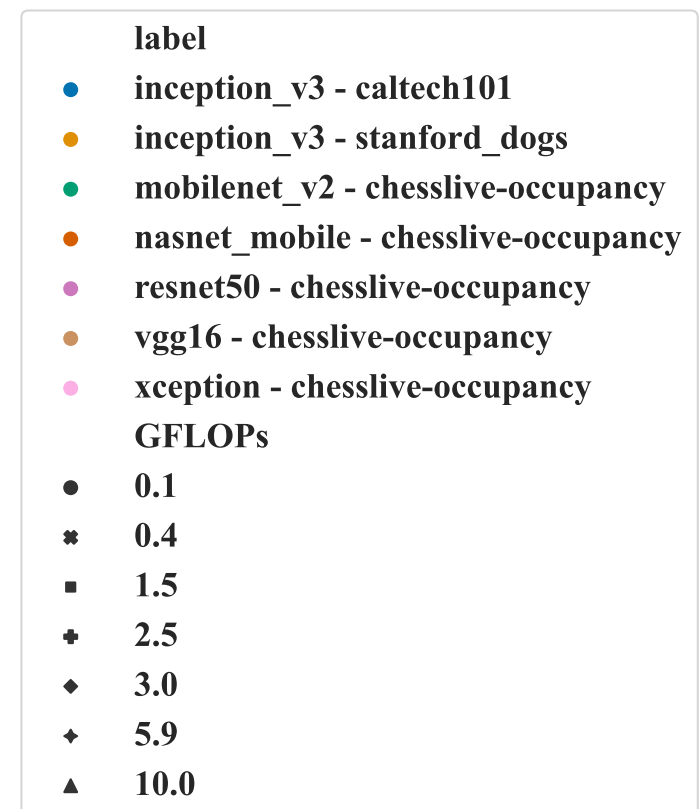 label
inception_v3 - caltech101
inception_v3 - stanford_dogs
mobilenet_v2 - chesslive-occupancy
nasnet_mobile - chesslive-occupancy
resnet50 - chesslive-occupancy
vgg16 - chesslive-occupancy
xception - chesslive-occupancy
GFLOPs
0.1
0.4
1.5
2.5
3.0
5.9
10.0